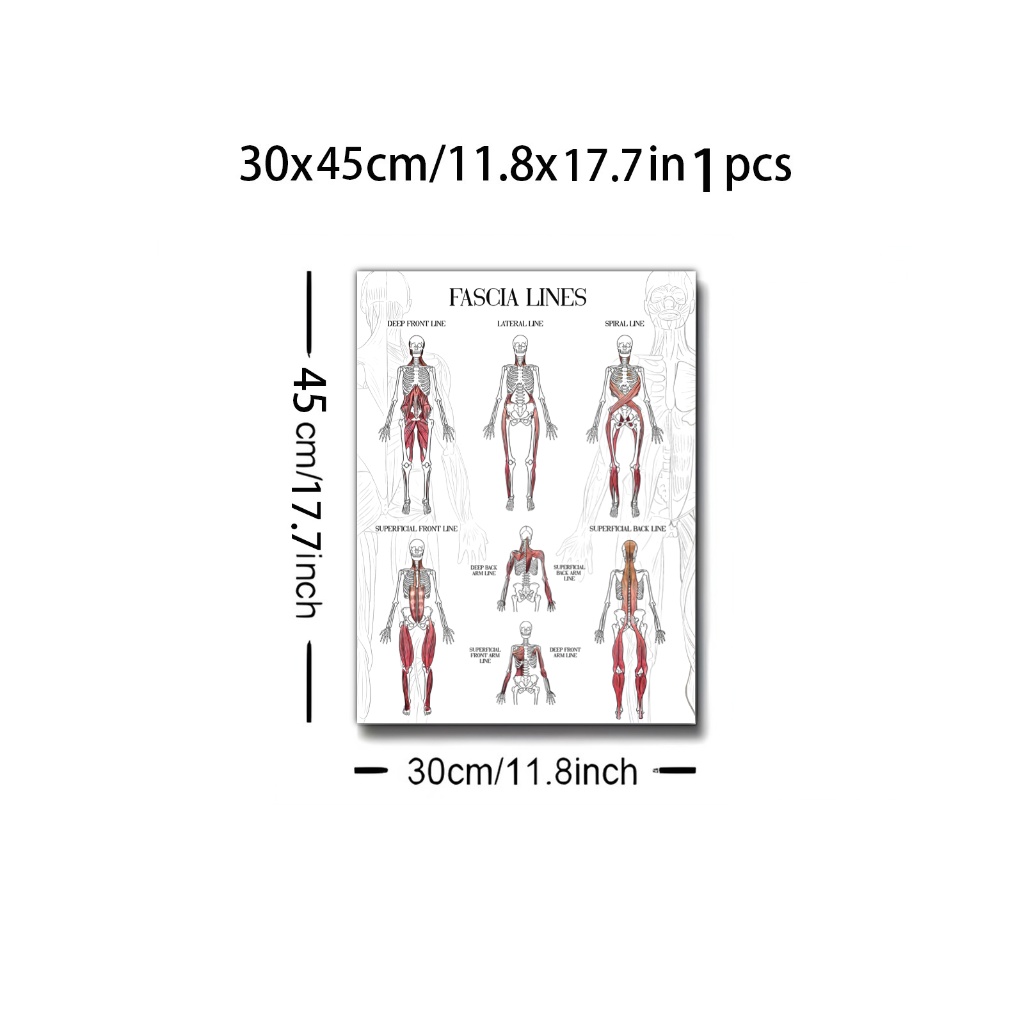 30x45cm/11.8x17.7in 1 pcs
FASCIA LINES
DEEP FRONT LINE
LATERAL LINE
SPIRAL LINE
SUPERFICIAL FRONT LINE
SUPERFICIAL BACK LINE
DEEP BACK
ARM LINE
SUPERFICIAL
BACK ARM
LINE
SUPERFICIAL
FRONT ARM
LINE
DEEP FRONT
ARM LINE
45 cm/17.7inch
30cm/11.8inch